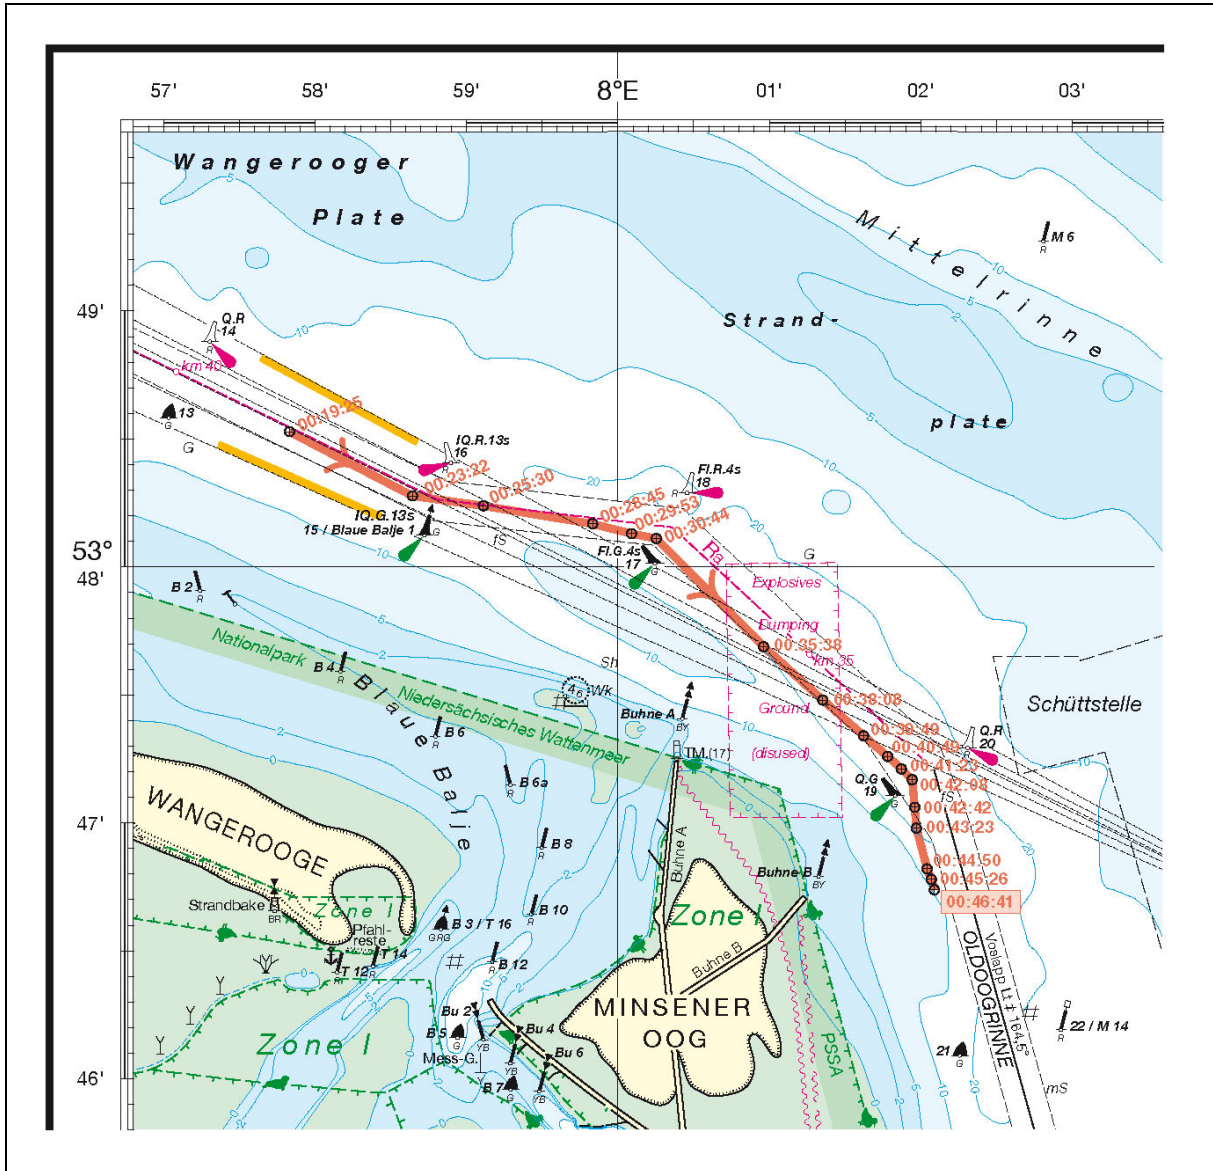 57' 58' 59' 8°E 01' 02' 03'
Wangerooger
Plate
Mittelrinne
M 6
R
49'
Strand-
plate
Q.R
14
R
km 40
13
G
G
00:19:25
IQ.R.13s
16
R
00:23:22
00:25:30
00:28:45
00:29:53
00:30:44
Fl.R.4s
18
R
20
20
IQ.G.13s
15 / Blaue Balje 1
G
fS
Fl.G.4s
17
G
Ra
G
53°
48'
10
B 2
R
Explosives
Dumping
Ground
(disused)
00:35:38
km 35
00:38:08
00:39:49
00:40:49
00:41:23
00:42:08
00:42:42
00:43:23
00:44:50
00:45:26
00:46:41
Schüttstelle
Q.R
20
R
Q.G
19
G
fS
Nationalpark
Niedersächsisches Wattenmeer
B 4
R
Blaue Balje
B 6
R
B 6a
R
Sh
4₆
Wk
Buhne A
BY
TM.(17)
47'
WANGEROOGE
B 8
R
Buhne A
Buhne B
BY
Strandbake
BR
Zone I
Pfahl-
reste
B 3 / T 16
GRG
B 10
R
Zone I
T 14
R
T 12
R
B 12
R
Buhne B
MINSENER
OOG
Bu 2
YB
B 5
G
Bu 4
YB
Mess-G.
Bu 6
YB
B 7
G
Zone I
46'
PSSA
OLDOOGRINNE
Voslapp Lt ≠ 164,5°
22 / M 14
R
21
G
mS